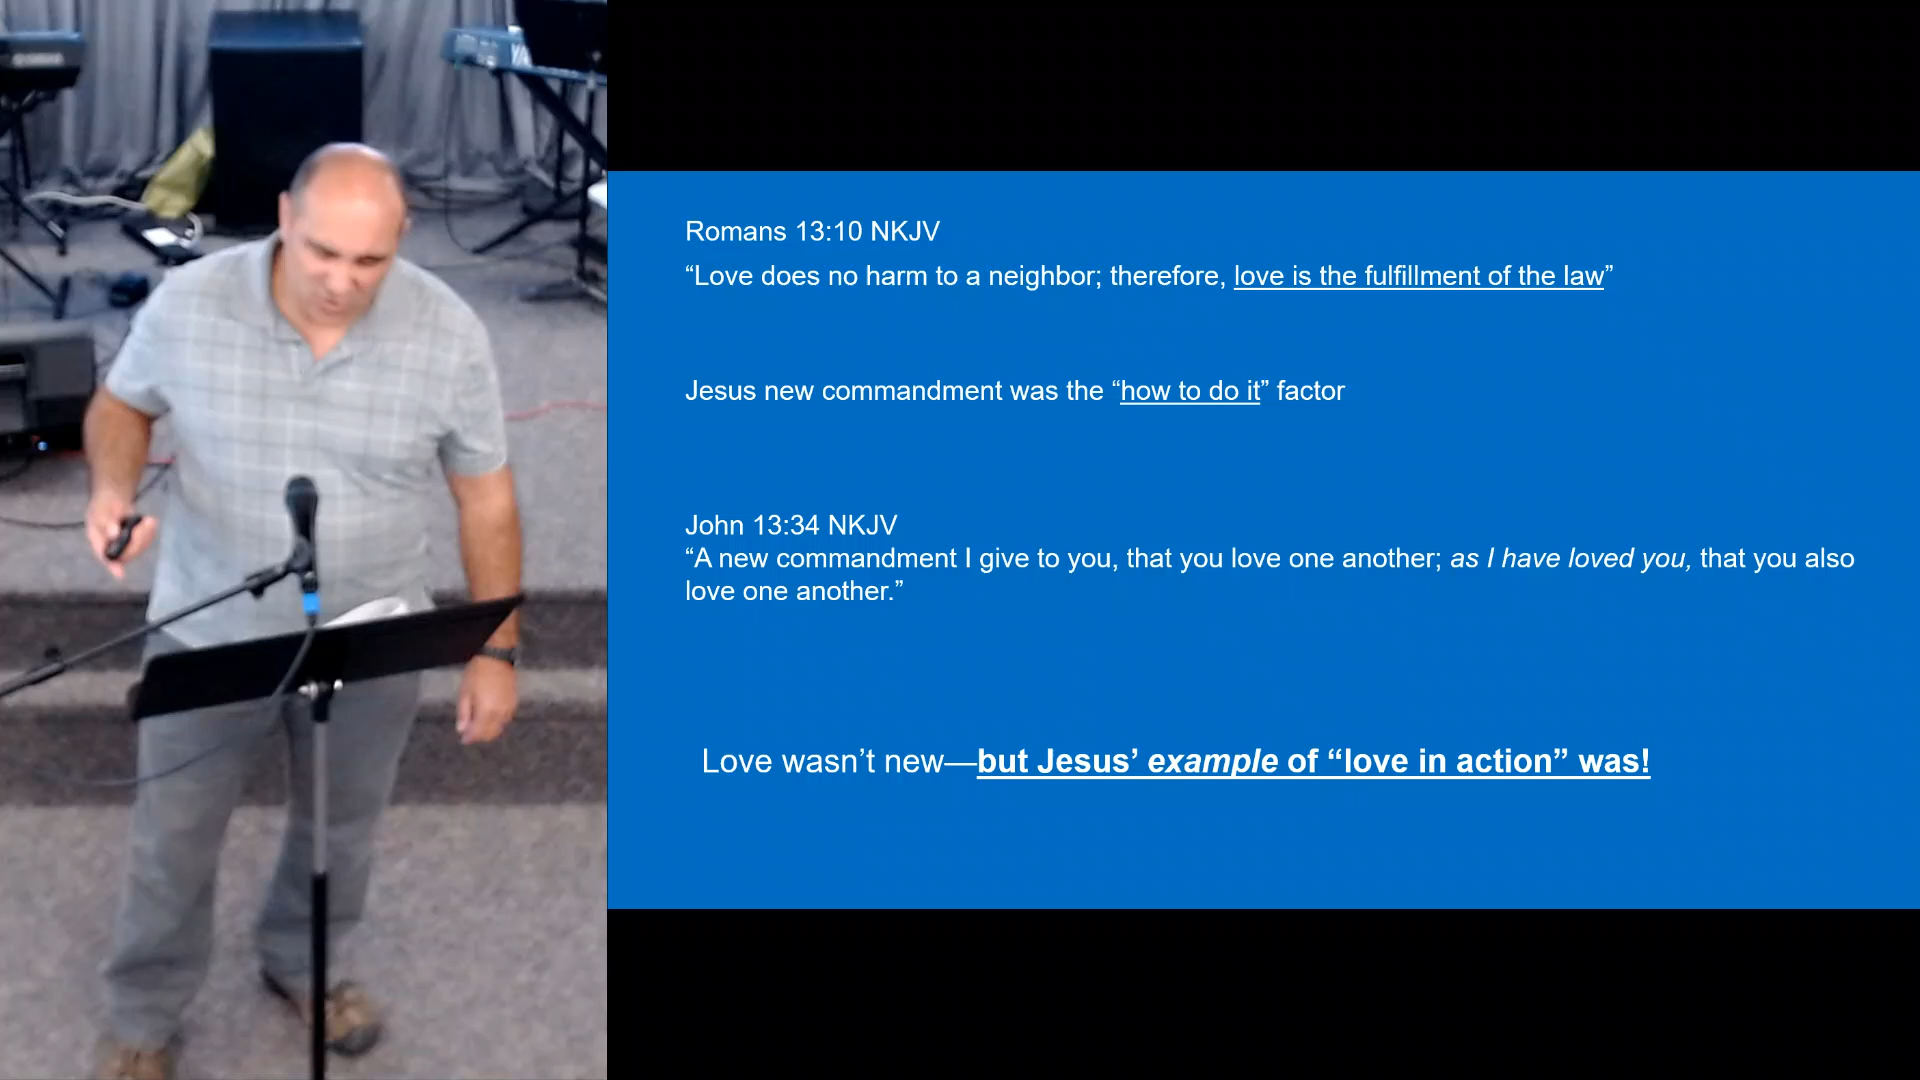 Romans 13:10 NKJV
“Love does no harm to a neighbor; therefore, love is the fulfillment of the law”
Jesus new commandment was the “how to do it” factor
John 13:34 NKJV
“A new commandment I give to you, that you love one another; as I have loved you, that you also
love one another.”
Love wasn’t new—but Jesus’ example of “love in action” was!